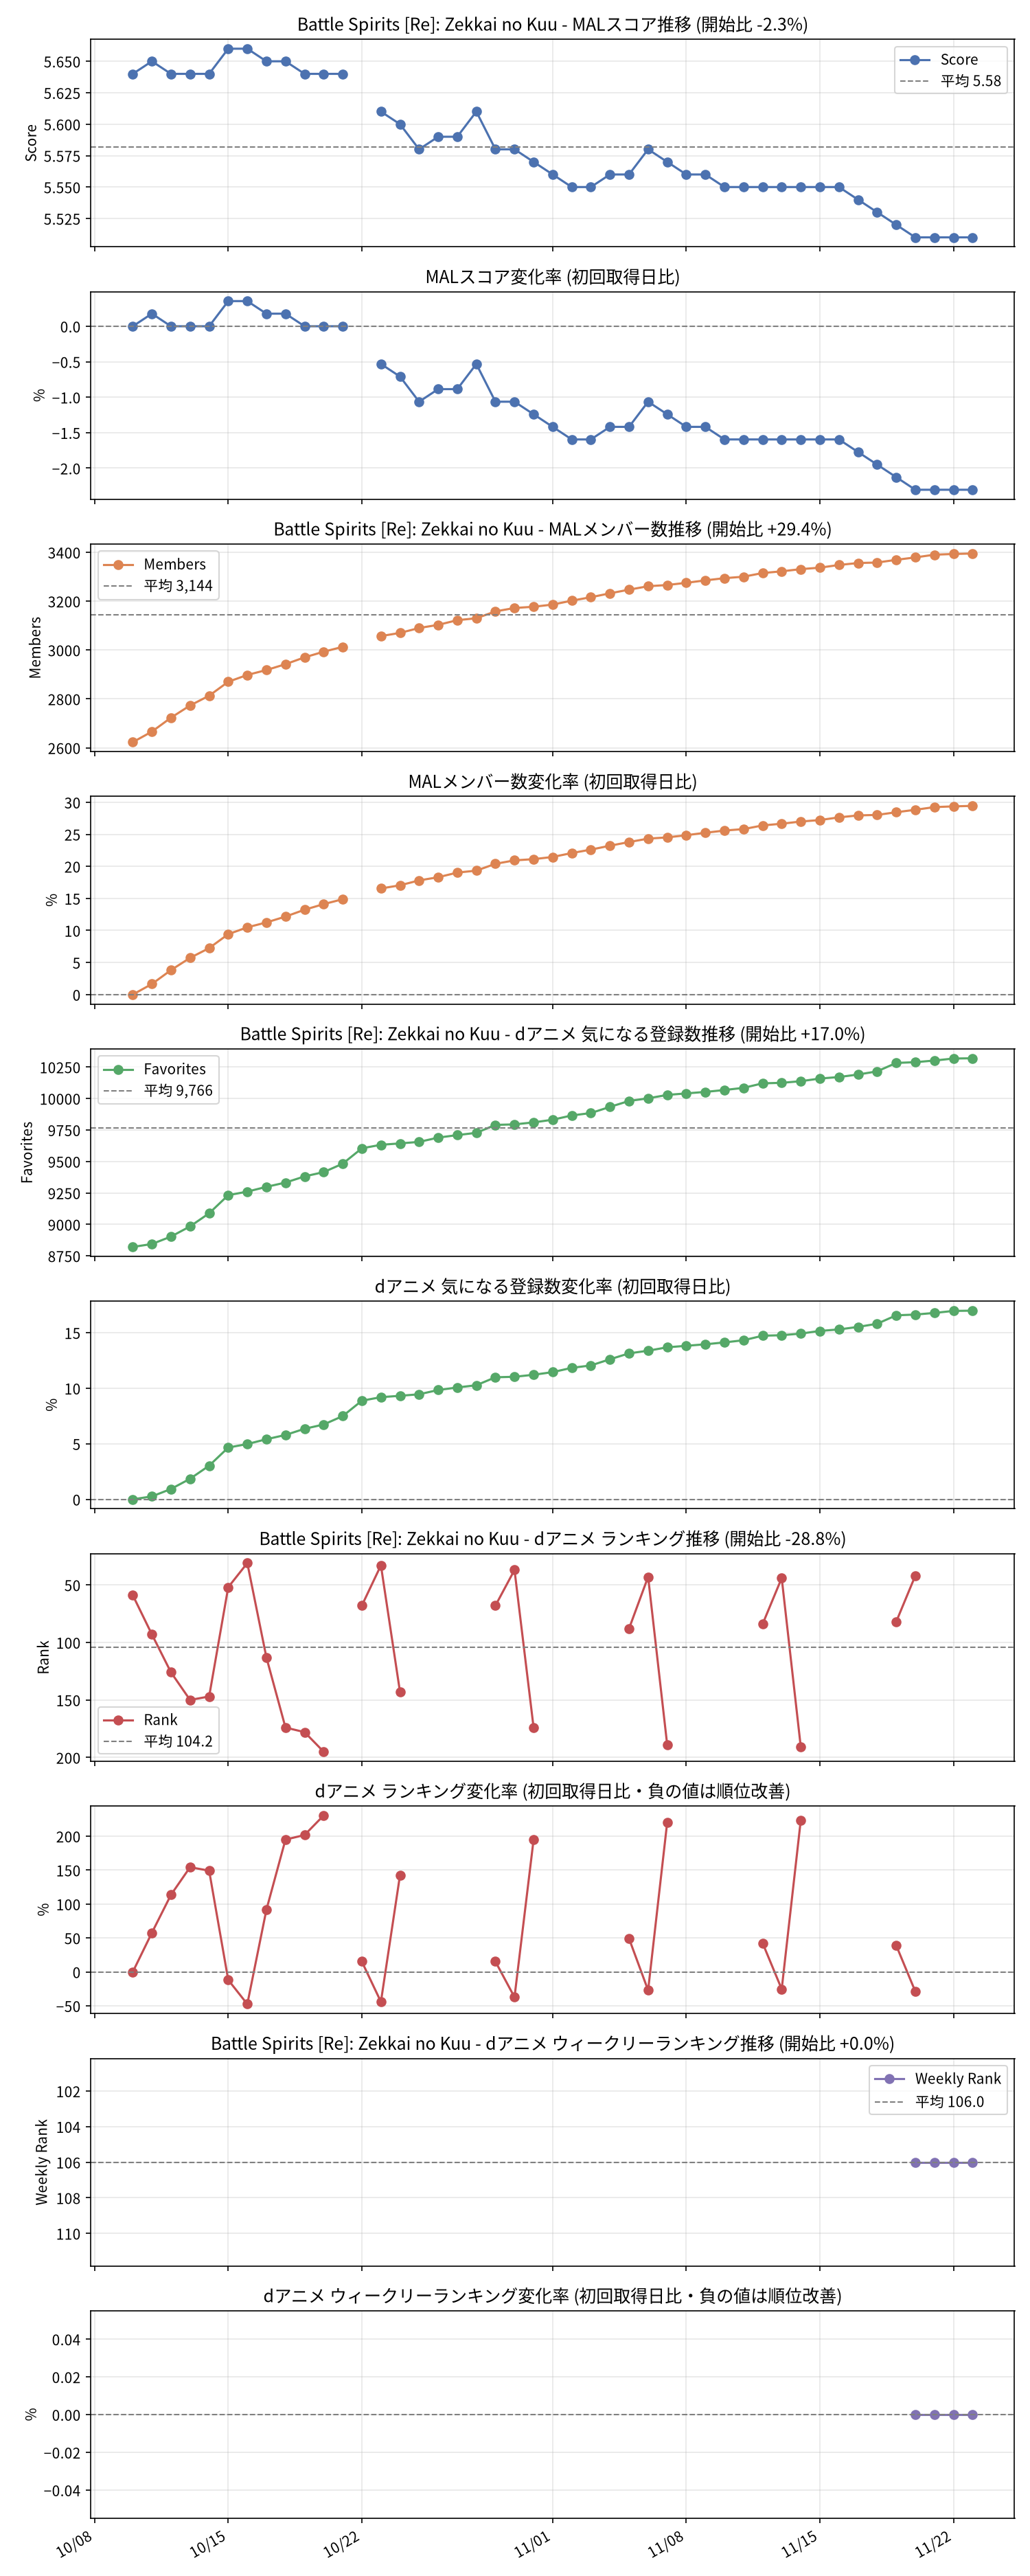 Battle Spirits [Re]: Zekkai no Kuu - MALスコア推移 (開始比 -2.3%)
Score
5.650
5.625
5.600
5.575
5.550
5.525
Score
平均 5.58
MALスコア変化率 (初回取得日比)
%
0.0
−0.5
−1.0
−1.5
−2.0
Battle Spirits [Re]: Zekkai no Kuu - MALメンバー数推移 (開始比 +29.4%)
Members
3400
3200
3000
2800
2600
Members
平均 3,144
MALメンバー数変化率 (初回取得日比)
%
30
25
20
15
10
5
0
Battle Spirits [Re]: Zekkai no Kuu - dアニメ 気になる登録数推移 (開始比 +17.0%)
Favorites
10250
10000
9750
9500
9250
9000
8750
Favorites
平均 9,766
dアニメ 気になる登録数変化率 (初回取得日比)
%
15
10
5
0
Battle Spirits [Re]: Zekkai no Kuu - dアニメ ランキング推移 (開始比 -28.8%)
Rank
50
100
150
200
Rank
平均 104.2
dアニメ ランキング変化率 (初回取得日比・負の値は順位改善)
%
200
150
100
50
0
−50
Battle Spirits [Re]: Zekkai no Kuu - dアニメ ウィークリーランキング推移 (開始比 +0.0%)
Weekly Rank
102
104
106
108
110
Weekly Rank
平均 106.0
dアニメ ウィークリーランキング変化率 (初回取得日比・負の値は順位改善)
%
0.04
0.02
0.00
−0.02
−0.04
10/08
10/15
10/22
11/01
11/08
11/15
11/22